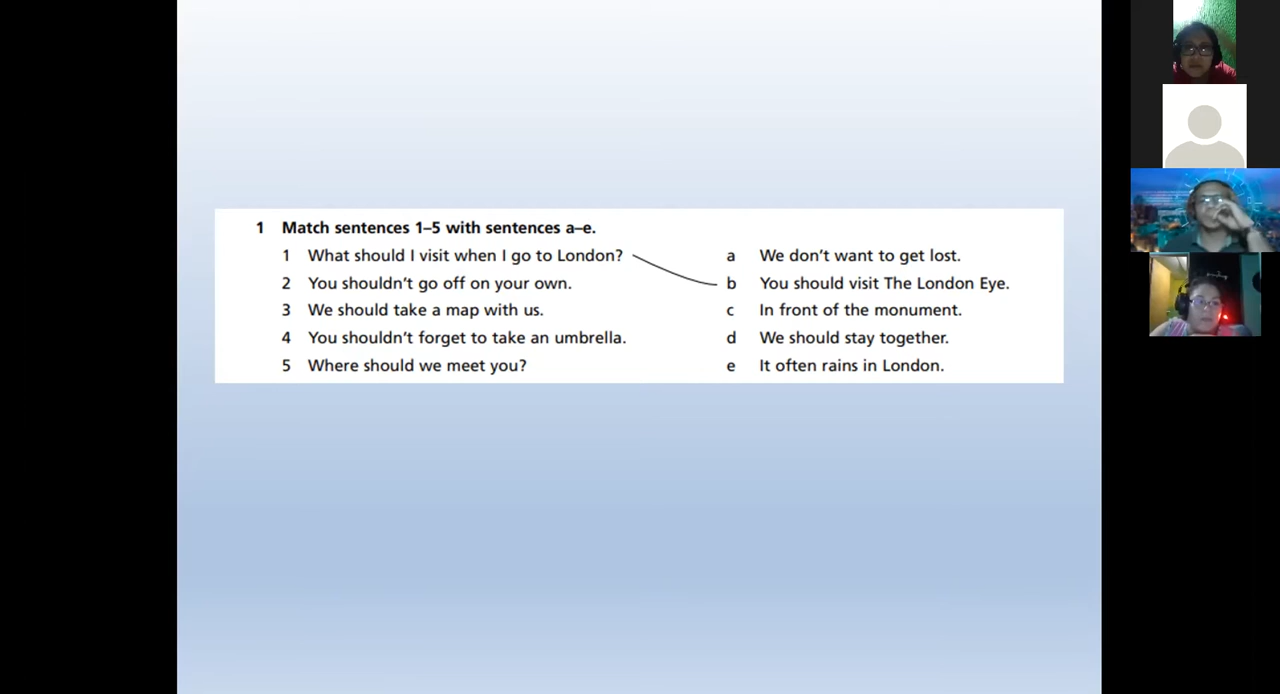 1 Match sentences 1–5 with sentences a–e.
1 What should I visit when I go to London?
2 You shouldn't go off on your own.
3 We should take a map with us.
4 You shouldn't forget to take an umbrella.
5 Where should we meet you?
a We don't want to get lost.
b You should visit The London Eye.
c In front of the monument.
d We should stay together.
e It often rains in London.